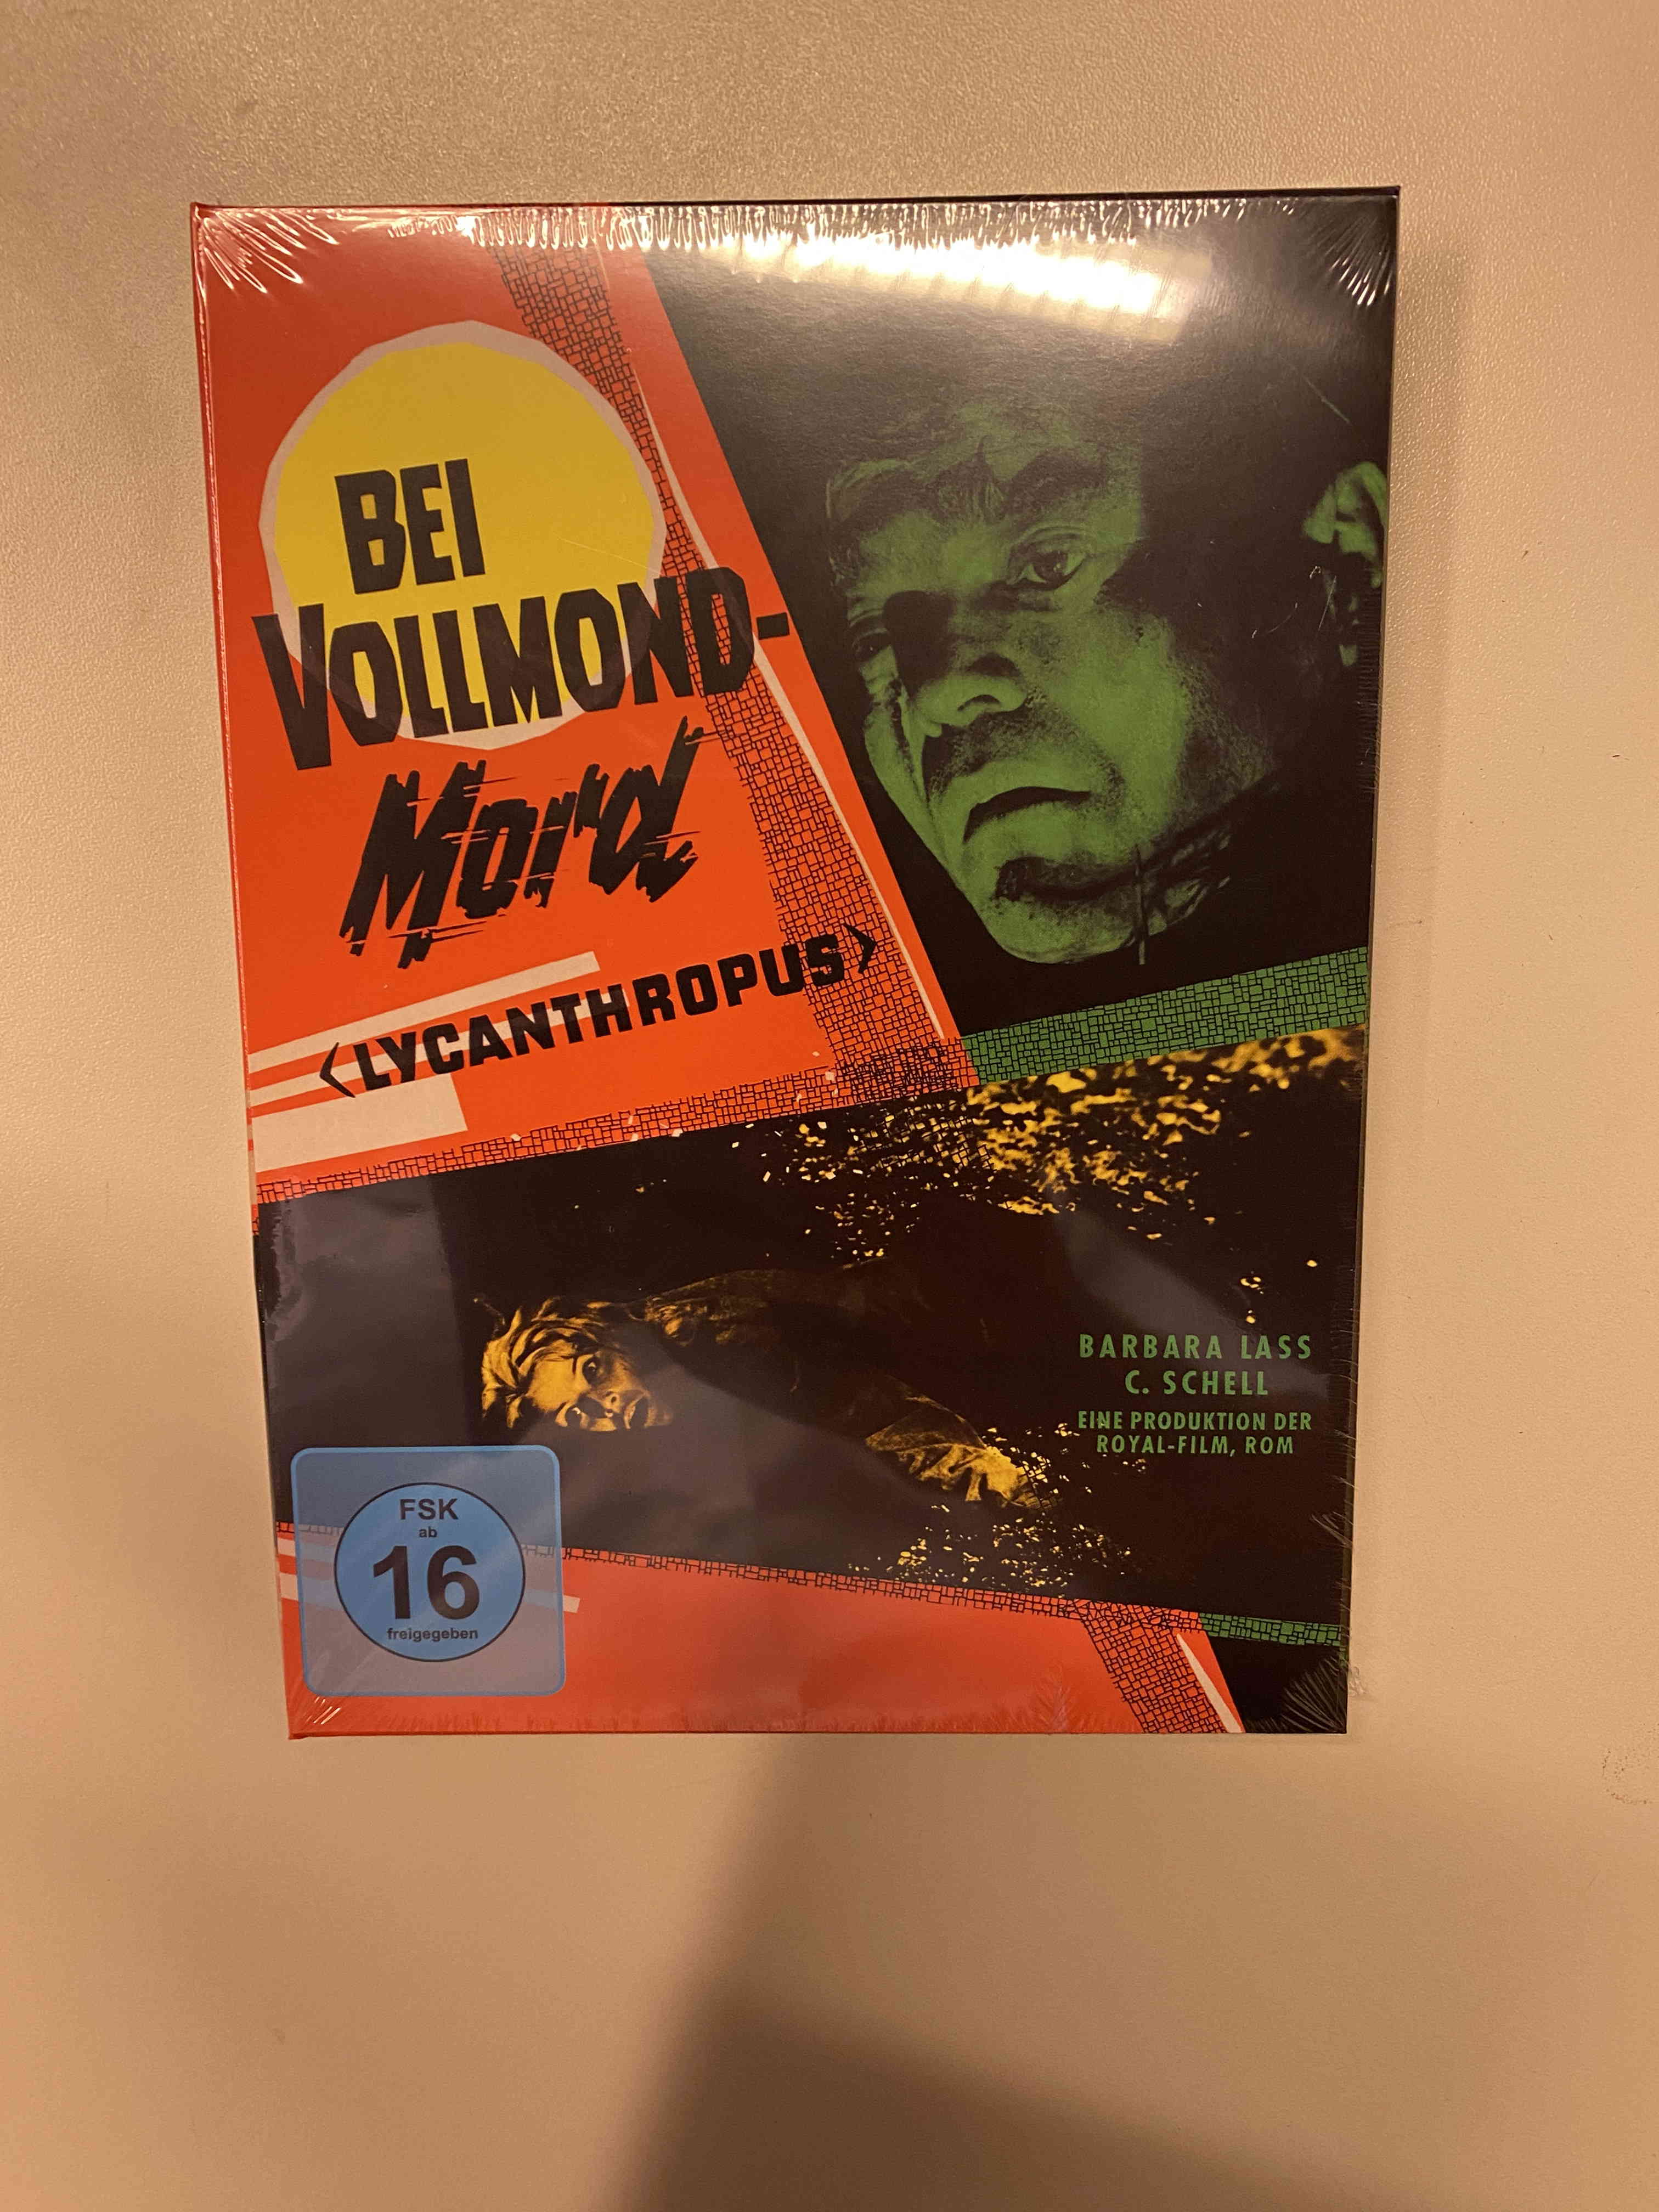 BEI
VOLLMOND-
Mord
<LYCANTHROPUS>
BARBARA LASS
C. SCHELL
EINE PRODUKTION DER
ROYAL-FILM, ROM
FSK
ab
16
freigegeben